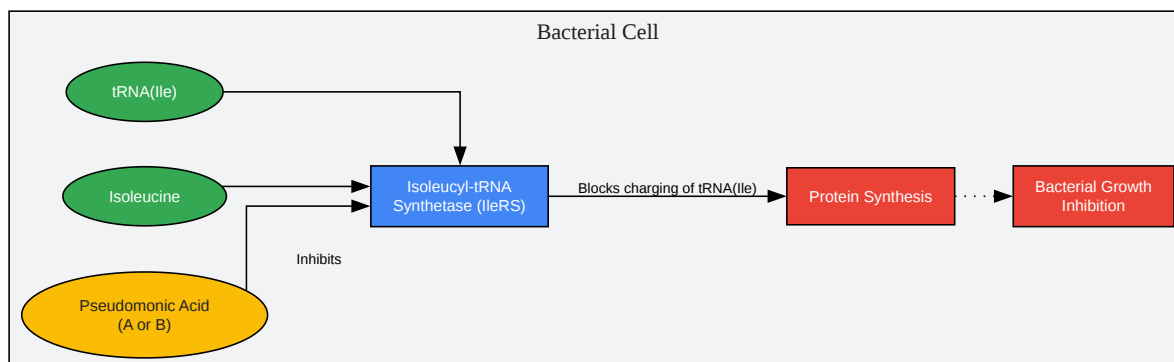 Bacterial Cell
tRNA(Ile)
Isoleucine
Isoleucyl-tRNA
Synthetase (IleRS)
Blocks charging of tRNA(Ile)
Protein Synthesis
Bacterial Growth
Inhibition
Inhibits
Pseudomonic Acid
(A or B)